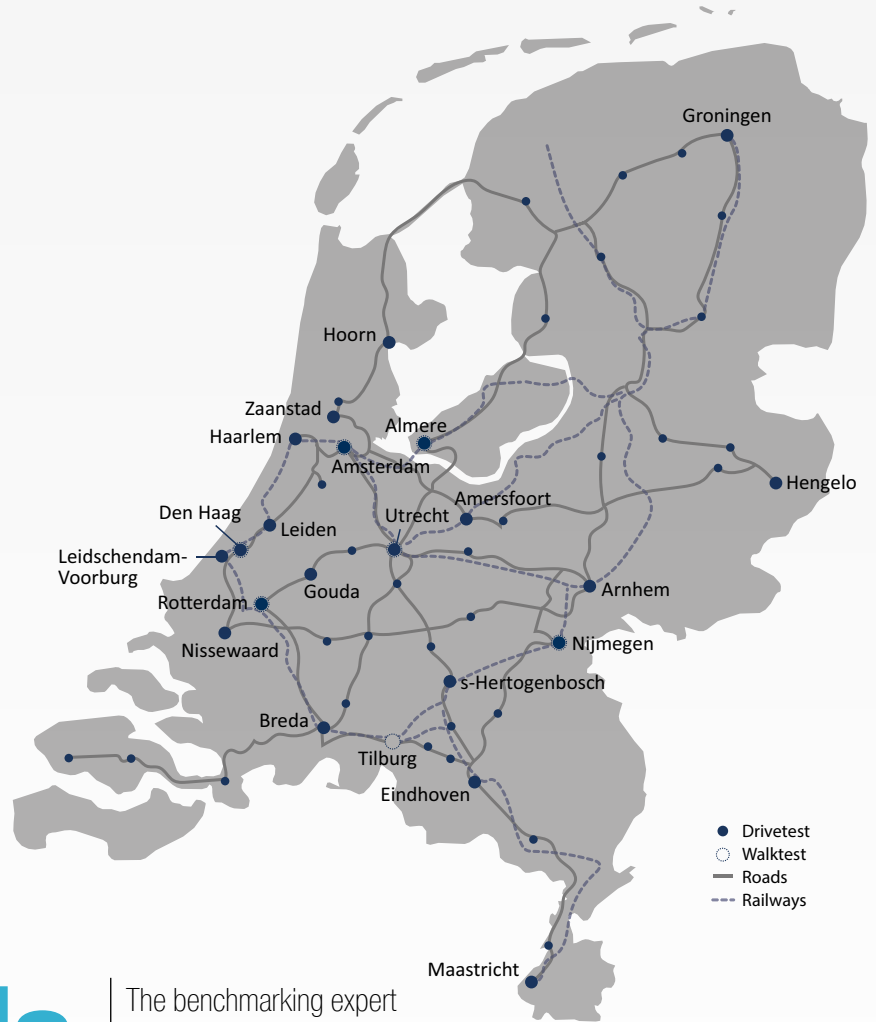 Groningen
Hoorn
Zaanstad
Almere
Haarlem
Amsterdam
Hengelo
Amersfoort
Den Haag
Utrecht
Leiden
Leidschendam-
Voorburg
Arnhem
Gouda
Rotterdam
Nijmegen
Nissewaard
s-Hertogenbosch
Breda
Tilburg
Eindhoven
Drivetest
Walktest
Roads
Railways
Maastricht
The benchmarking expert